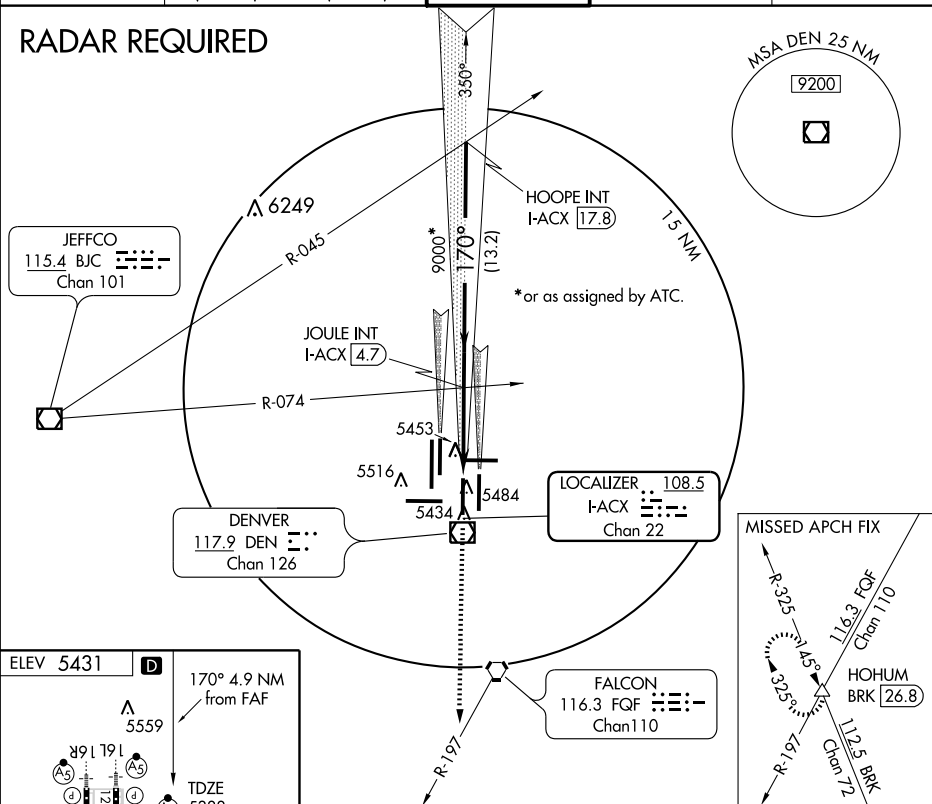 RADAR REQUIRED
MSA DEN 25 NM
9200
350°
HOOPE INT
I-ACX 17.8
15 NM
6249
R-045
JEFFCO
115.4 BJC
Chan 101
9000*
170°
(13.2)
*or as assigned by ATC.
JOULE INT
I-ACX 4.7
R-074
5453
5516
5484
5434
LOCALIZER 108.5
I-ACX
Chan 22
DENVER
117.9 DEN
Chan 126
MISSED APCH FIX
R-325
116.3 FQF
Chan 110
145°
325°
HOHUM
BRK 26.8
R-197
112.5 BRK
Chan 72
FALCON
116.3 FQF
Chan110
R-197
ELEV 5431
D
170° 4.9 NM
from FAF
5559
16R
16L
A5
A5
P
P
12
TDZE